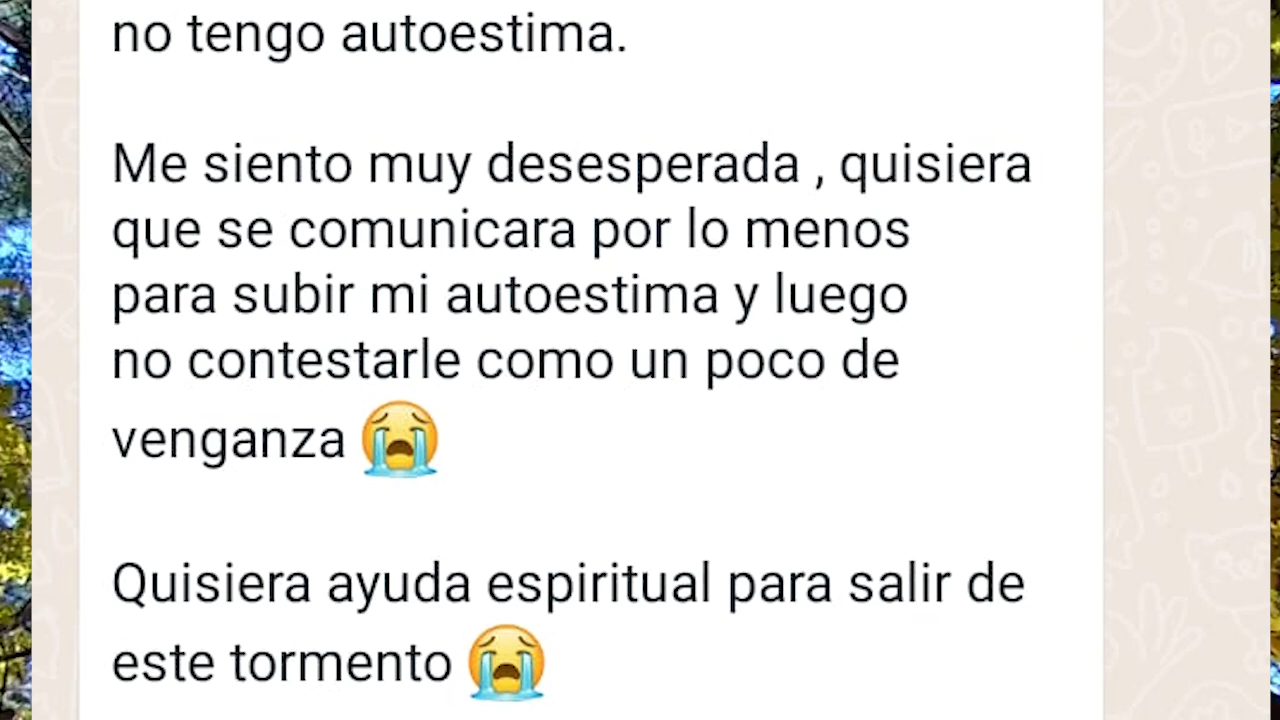 no tengo autoestima.
Me siento muy desesperada , quisiera
que se comunicara por lo menos
para subir mi autoestima y luego
no contestarle como un poco de
venganza 😭
Quisiera ayuda espiritual para salir de
este tormento 😭